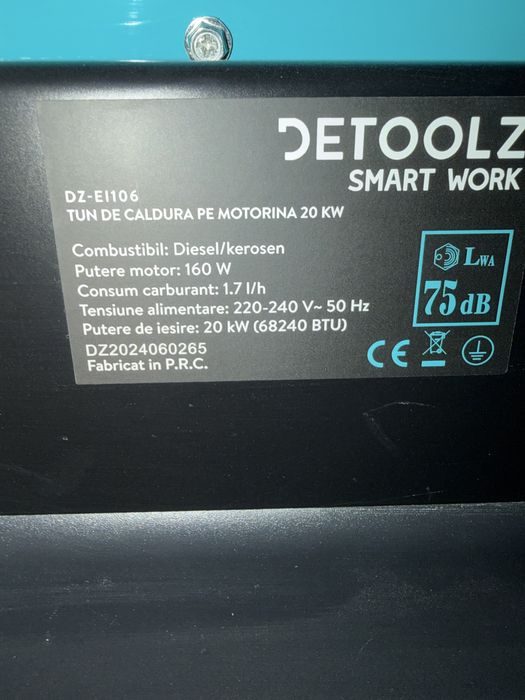 DETOOLZ
SMART WORK
DZ-E1106
TUN DE CALDURA PE MOTORINA 20 KW
Combustibil: Diesel/kerosen
Putere motor: 160 W
Consum carburant: 1.7 l/h
Tensiune alimentare: 220-240 V~ 50 Hz
Putere de iesire: 20 kW (68240 BTU)
DZ2024060265
Fabricat in P.R.C.
LWA
75 dB
CE